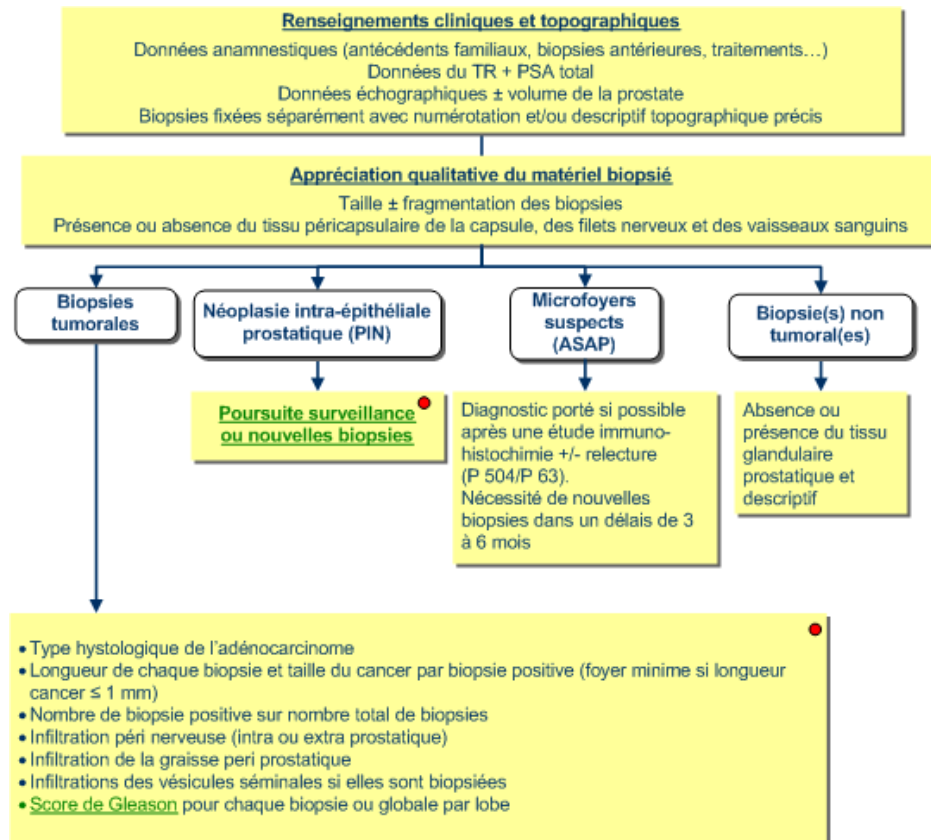 Renseignements cliniques et topographiques
Données anamnestiques (antécédents familiaux, biopsies antérieures, traitements…)
Données du TR + PSA total
Données échographiques ± volume de la prostate
Biopsies fixées séparément avec numérotation et/ou descriptif topographique précis
Appréciation qualitative du matériel biopsié
Taille ± fragmentation des biopsies
Présence ou absence du tissu péricapsulaire de la capsule, des filets nerveux et des vaisseaux sanguins
Biopsies
tumorales
Néoplasie intra-épithéliale
prostatique (PIN)
Microfoyers
suspects
(ASAP)
Biopsie(s) non
tumoral(es)
Poursuite surveillance
ou nouvelles biopsies
Diagnostic porté si possible
après une étude immuno-
histochimie +/- relecture
(P 504/P 63).
Nécessité de nouvelles
biopsies dans un délais de 3
à 6 mois
Absence ou
présence du tissu
glandulaire
prostatique et
descriptif
• Type hystologique de l'adénocarcinome
• Longueur de chaque biopsie et taille du cancer par biopsie positive (foyer minime si longueur
cancer ≤ 1 mm)
• Nombre de biopsie positive sur nombre total de biopsies
• Infiltration péri nerveuse (intra ou extra prostatique)
• Infiltration de la graisse peri prostatique
• Infiltrations des vésicules séminales si elles sont biopsiées
• Score de Gleason pour chaque biopsie ou globale par lobe